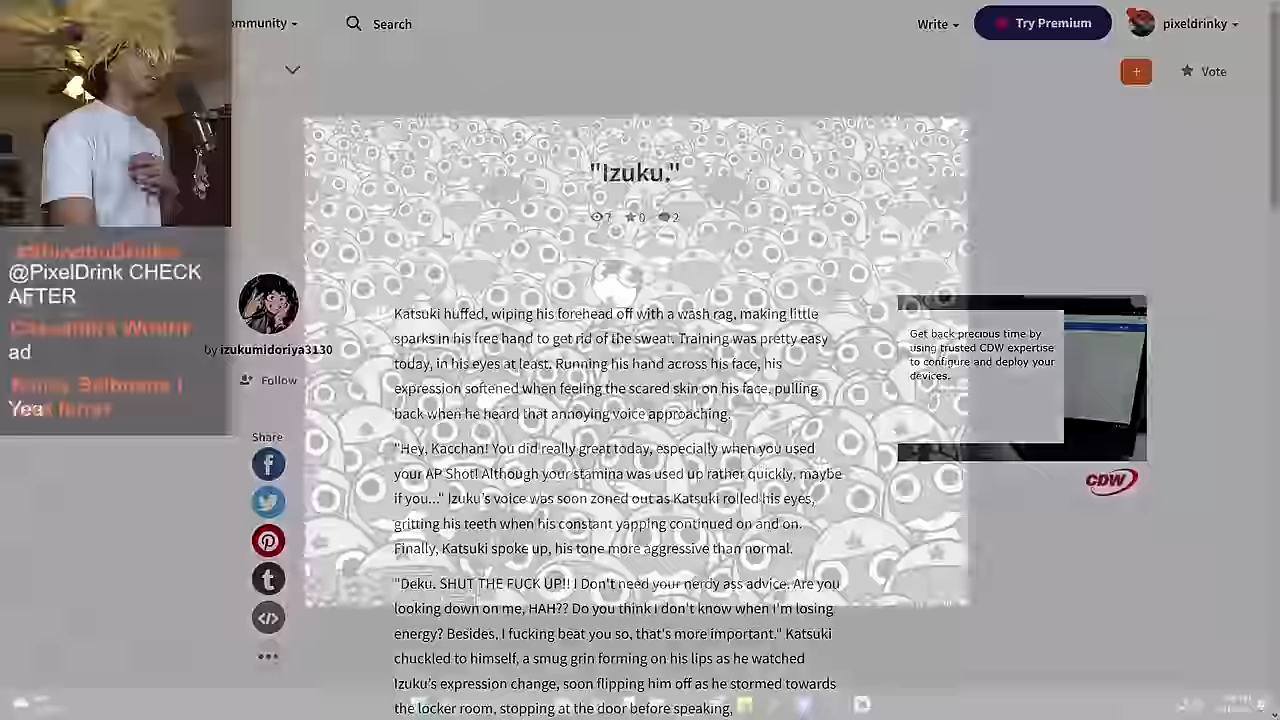 ommunity
Search
Write
Try Premium
pixeldrinky
+
Vote
"Izuku."
7
0
2
@PixelDrink CHECK
AFTER
ad
Yea
by izukumidoriya3130
Follow
Share
Katsuki huffed, wiping his forehead off with a wash rag, making little
sparks in his free hand to get rid of the sweat. Training was pretty easy
today, in his eyes at least. Running his hand across his face, his
expression softened when feeling the scared skin on his face, pulling
back when he heard that annoying voice approaching.
"Hey, Kacchan! You did really great today, especially when you used
your AP Shot! Although your stamina was used up rather quickly, maybe
if you..." Izuku's voice was soon zoned out as Katsuki rolled his eyes,
gritting his teeth when his constant yapping continued on and on.
Finally, Katsuki spoke up, his tone more aggressive than normal.
"Deku. SHUT THE FUCK UP!! I Don't need your nerdy ass advice. Are you
looking down on me, HAH?? Do you think I don't know when I'm losing
energy? Besides, I fucking beat you so, that's more important." Katsuki
chuckled to himself, a smug grin forming on his lips as he watched
Izuku's expression change, soon flipping him off as he stormed towards
the locker room, stopping at the door before speaking,
Get back precious time by
using trusted CDW expertise
to configure and deploy your
devices.
CDW